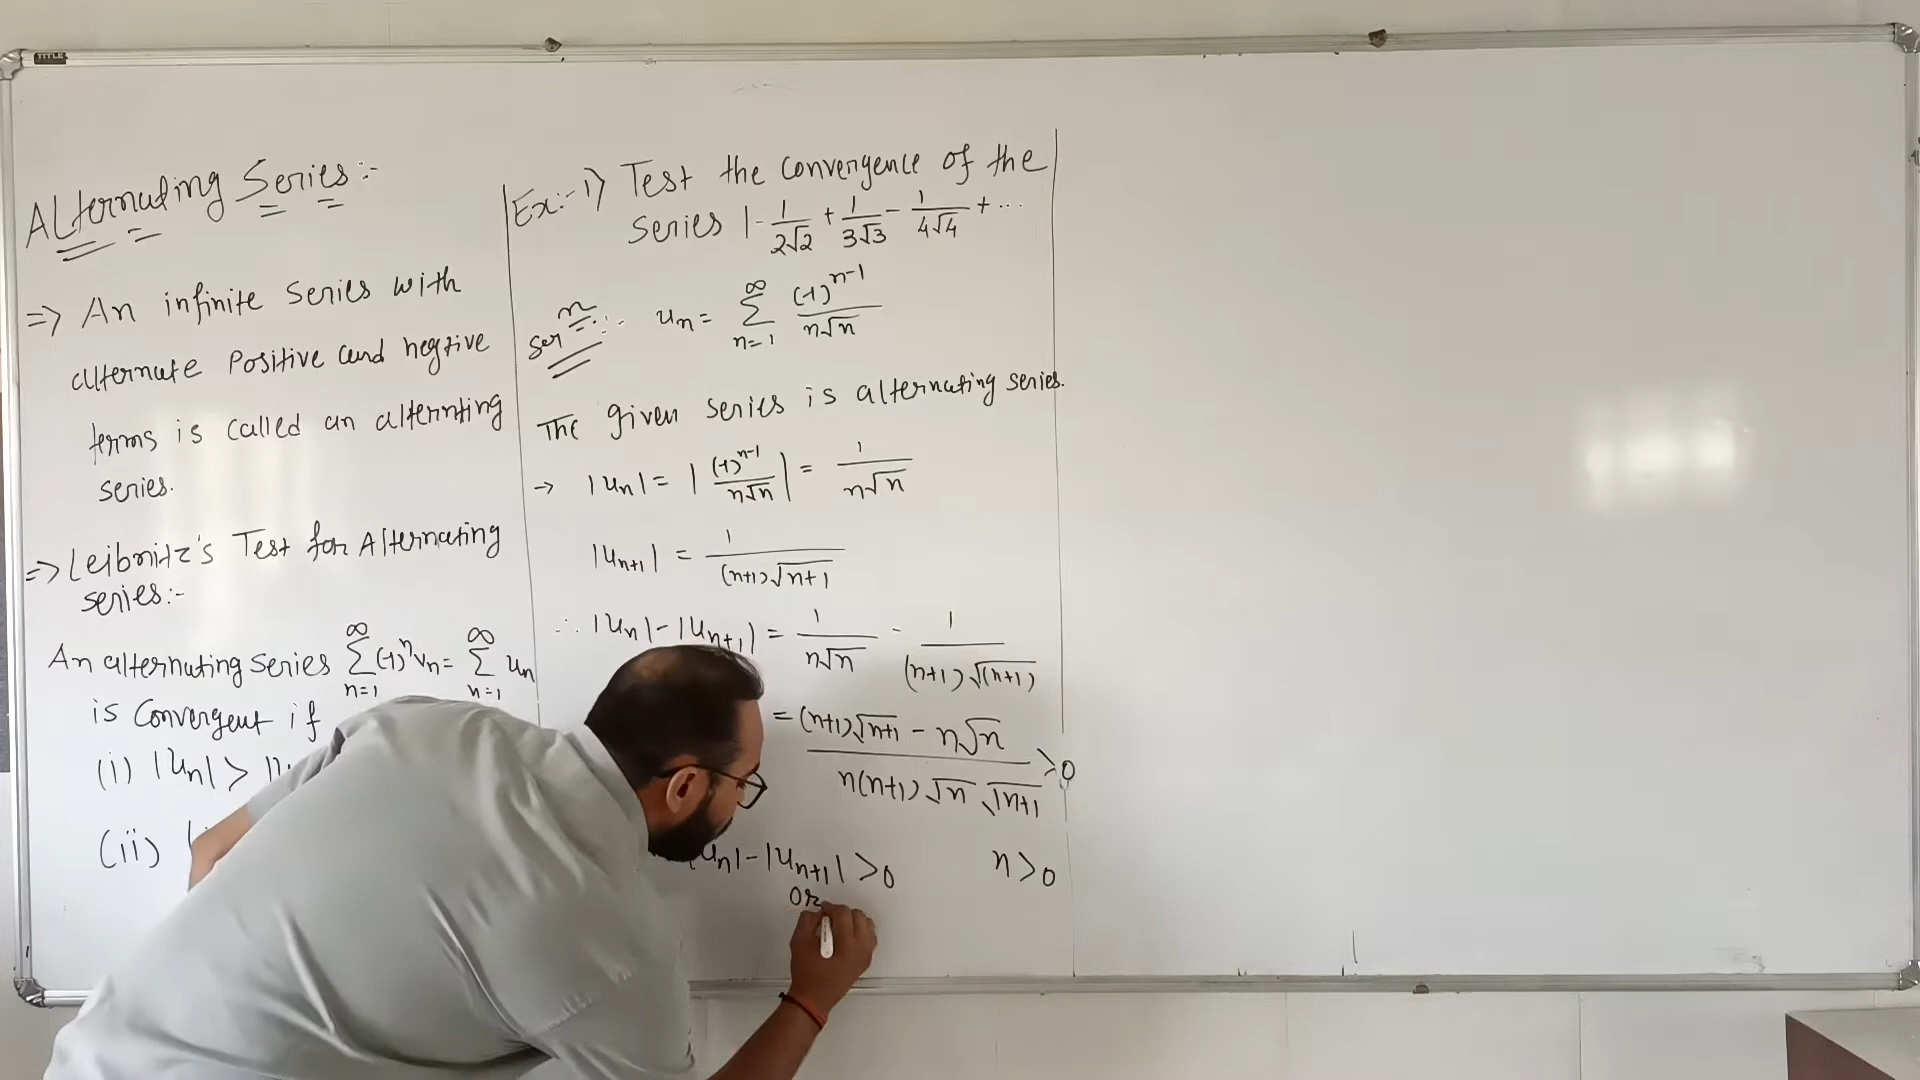 TITLE
Alternating Series:-
=> An infinite series with
alternate Positive and negtive
terms is called an alternting
series.
=> Leibnitz's Test for Alternating
series:-
An alternating series ∞∑n=1 (-1)^n vn = ∞∑n=1 un
is Convergent if
(i) |un| >
(ii)
Ex:-1) Test the convergence of the
series 1 - 1/2√2 + 1/3√3 - 1/4√4 + ...
un = ∞∑n=1 (-1)^n-1/n√n
The given series is alternating series.
→ |un| = |(-1)^n-1/n√n| = 1/n√n
|un+1| = 1/(n+1)√n+1
∴ |un| - |un+1| = 1/n√n - 1/(n+1)√(n+1)
= (n+1)√n+1 - n√n / n(n+1)√n √n+1 > 0
|un| - |un+1| > 0 n > 0
or